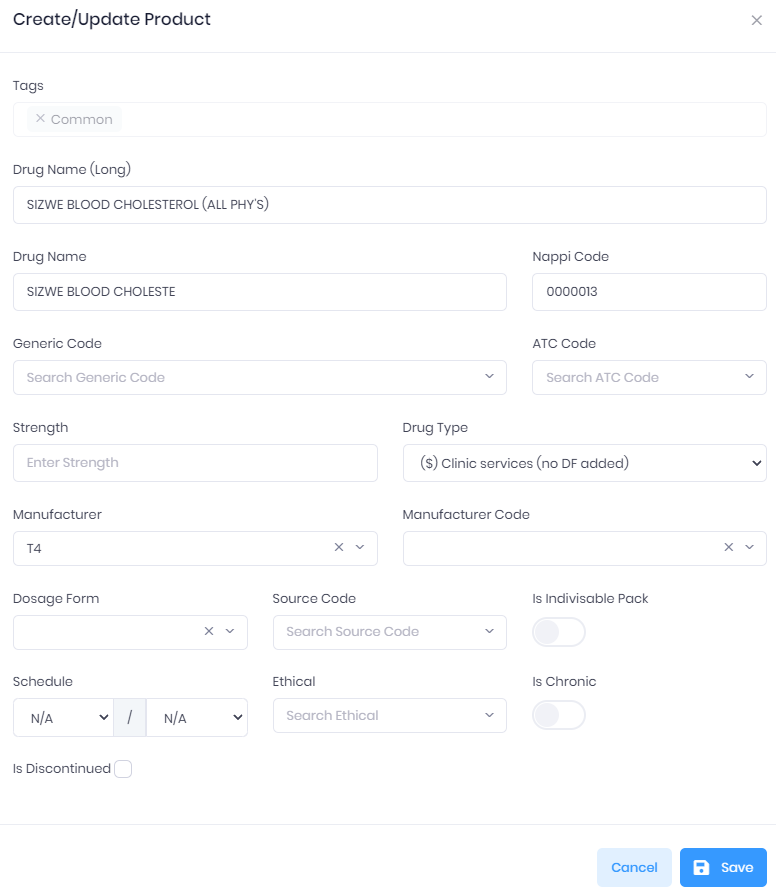 Create/Update Product
Tags
× Common
Drug Name (Long)
SIZWE BLOOD CHOLESTEROL (ALL PHY'S)
Drug Name
Nappi Code
SIZWE BLOOD CHOLESTE
0000013
Generic Code
ATC Code
Search Generic Code
Search ATC Code
Strength
Drug Type
Enter Strength
($) Clinic services (no DF added)
Manufacturer
Manufacturer Code
T4
Dosage Form
Source Code
Is Indivisable Pack
Search Source Code
Schedule
Ethical
Is Chronic
N/A / N/A
Search Ethical
Is Discontinued
Cancel
Save